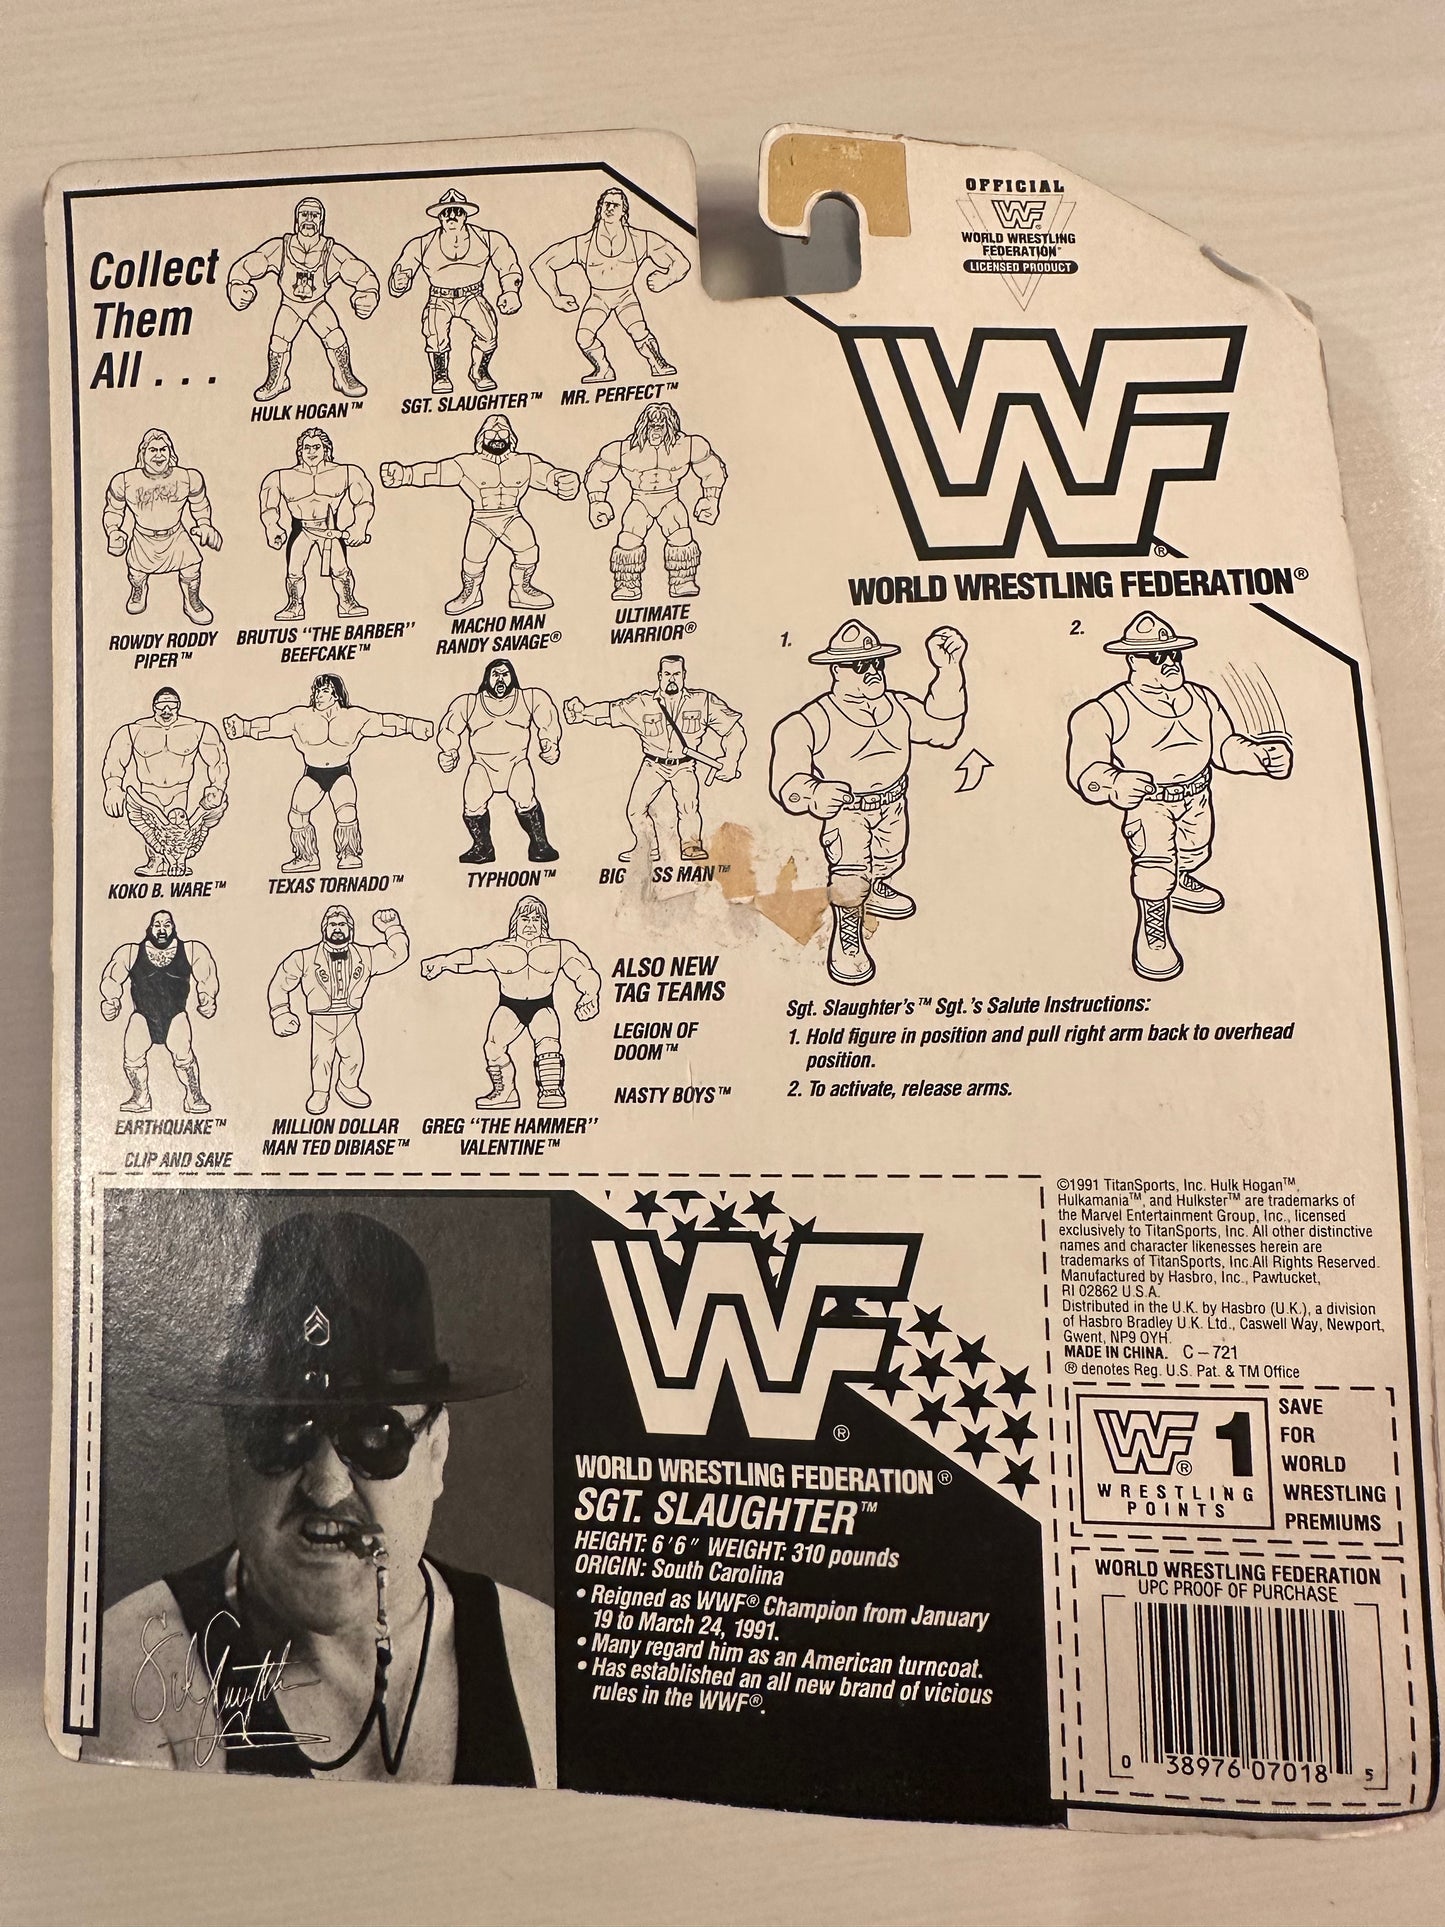 Collect
Them
All . . .
HULK HOGAN™
SGT. SLAUGHTER™
MR. PERFECT™
ROWDY RODDY
PIPER™
BRUTUS "THE BARBER"
BEEFCAKE™
MACHO MAN
RANDY SAVAGE®
ULTIMATE
WARRIOR®
KOKO B. WARE™
TEXAS TORNADO™
TYPHOON™
BIG SS MAN™
EARTHQUAKE™
MILLION DOLLAR
MAN TED DIBIASE™
GREG "THE HAMMER"
VALENTINE™
ALSO NEW
TAG TEAMS
LEGION OF
DOOM™
NASTY BOYS™
OFFICIAL
WF®
WORLD WRESTLING
FEDERATION™
LICENSED PRODUCT
WF®
WORLD WRESTLING FEDERATION®
1.
2.
Sgt. Slaughter's™ Sgt.'s Salute Instructions:
1. Hold figure in position and pull right arm back to overhead
position.
2. To activate, release arms.
CLIP AND SAVE
WF®
WORLD WRESTLING FEDERATION®
SGT. SLAUGHTER™
HEIGHT: 6'6" WEIGHT: 310 pounds
ORIGIN: South Carolina
• Reigned as WWF® Champion from January
19 to March 24, 1991.
• Many regard him as an American turncoat.
• Has established an all new brand of vicious
rules in the WWF®.
©1991 TitanSports, Inc. Hulk Hogan™,
Hulkamania™, and Hulkster™ are trademarks of
the Marvel Entertainment Group, Inc., licensed
exclusively to TitanSports, Inc. All other distinctive
names and character likenesses herein are
trademarks of TitanSports, Inc.All Rights Reserved.
Manufactured by Hasbro, Inc., Pawtucket,
RI 02862 U.S.A.
Distributed in the U.K. by Hasbro (U.K.), a division
of Hasbro Bradley U.K. Ltd., Caswell Way, Newport,
Gwent, NP9 0YH.
MADE IN CHINA. C–721
® denotes Reg. U.S. Pat. & TM Office
WF® 1
WRESTLING
POINTS
SAVE
FOR
WORLD
WRESTLING
PREMIUMS
WORLD WRESTLING FEDERATION
UPC PROOF OF PURCHASE
0 38976 07018 5